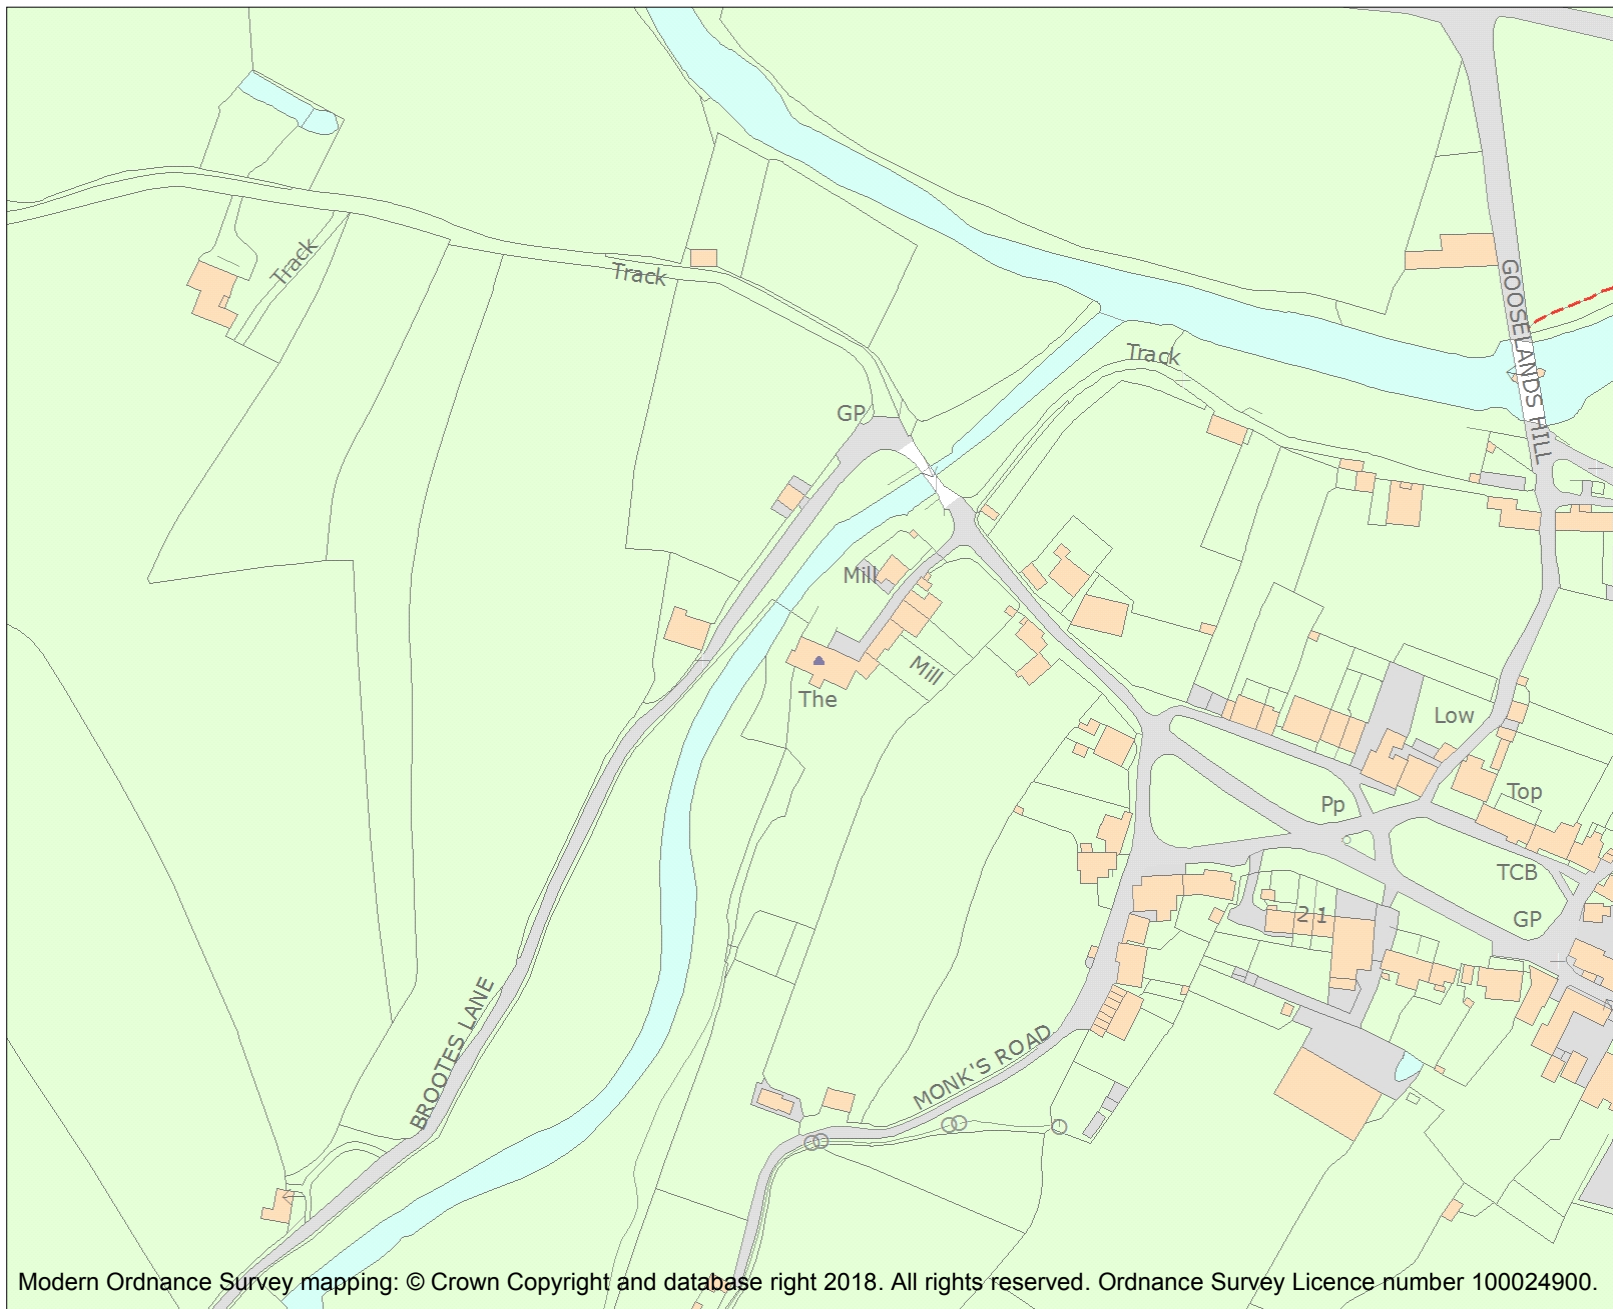 Track
Track
GOOSELANDS HILL
Track
GP
Mill
Mill
The
Low
Top
Pp
TCB
2 1
GP
BROOTES LANE
MONK'S ROAD
Modern Ordnance Survey mapping: © Crown Copyright and database right 2018. All rights reserved. Ordnance Survey Licence number 100024900.